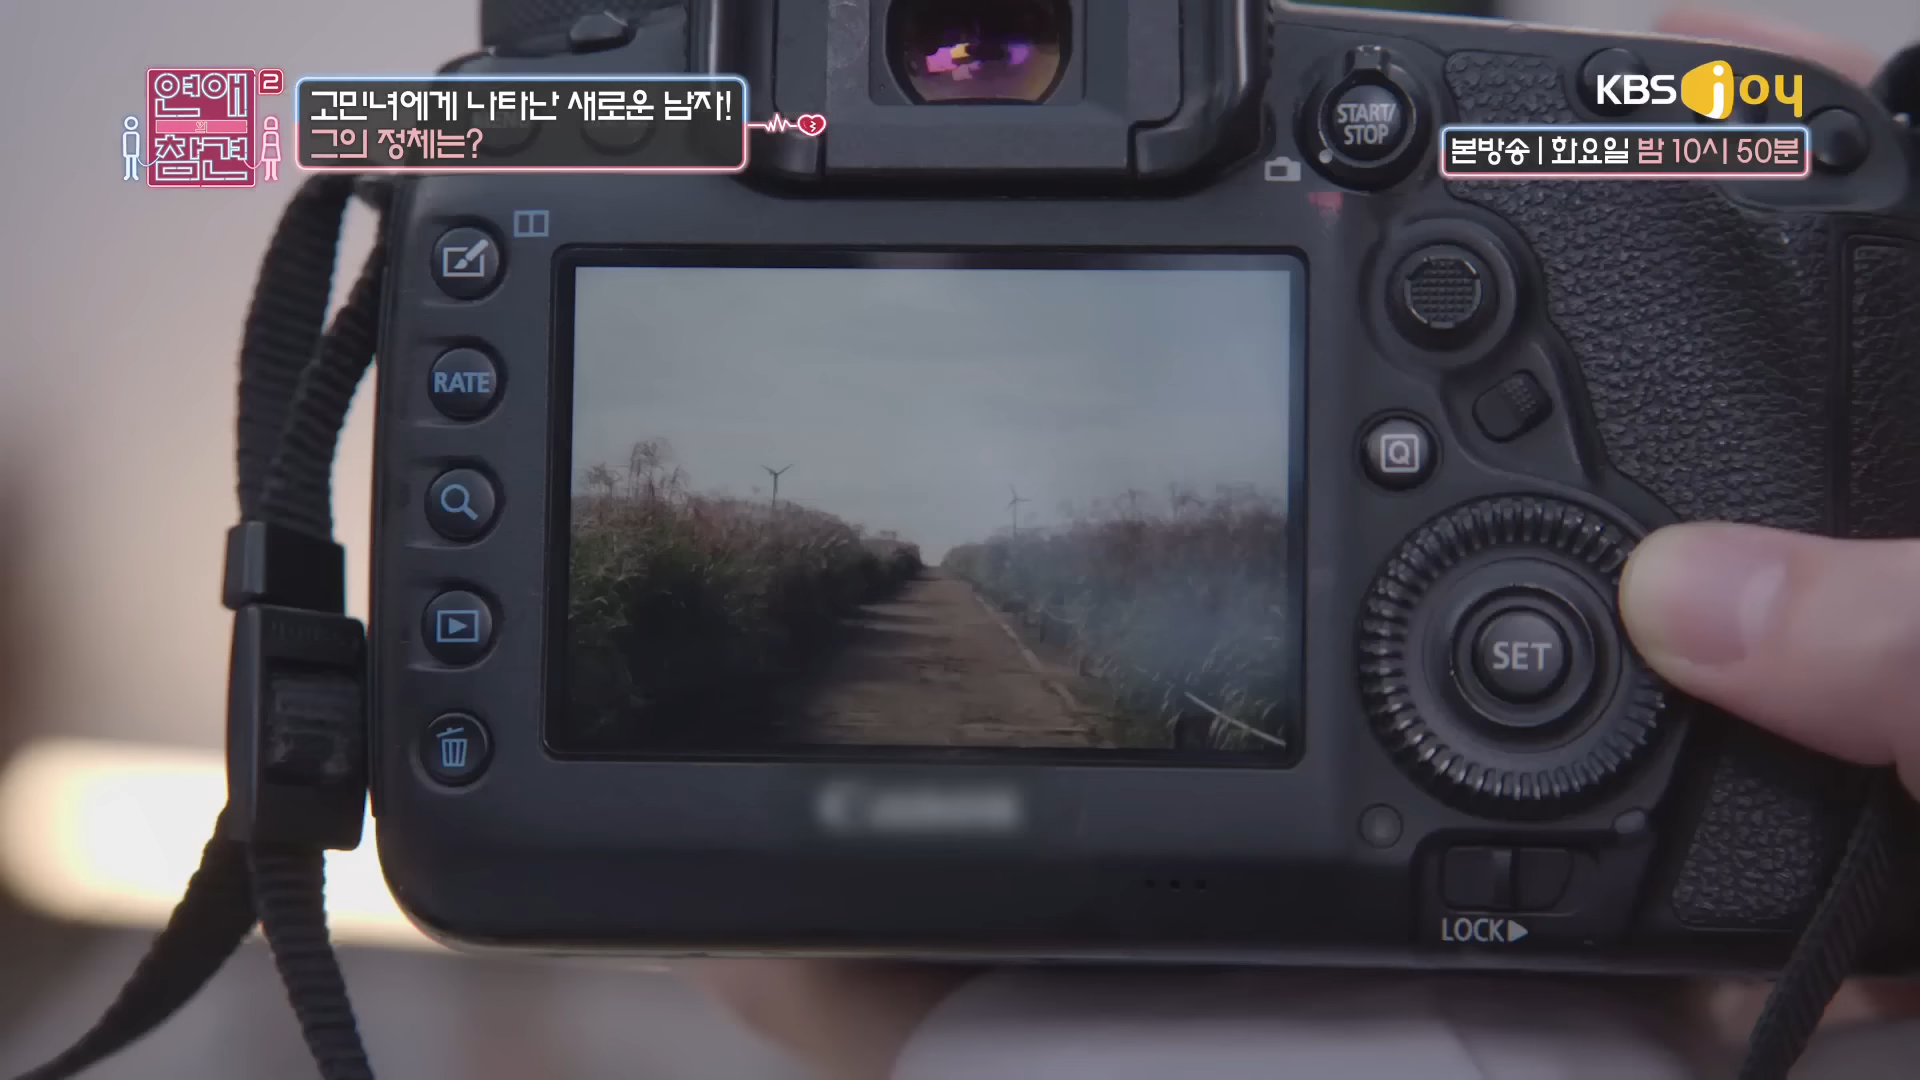 연애의 참견 2
고민녀에게 나타난 새로운 남자!
그의 정체는?
KBS joy
본방송 | 화요일 밤 10시 50분
START/
STOP
RATE
Q
SET
LOCK▶